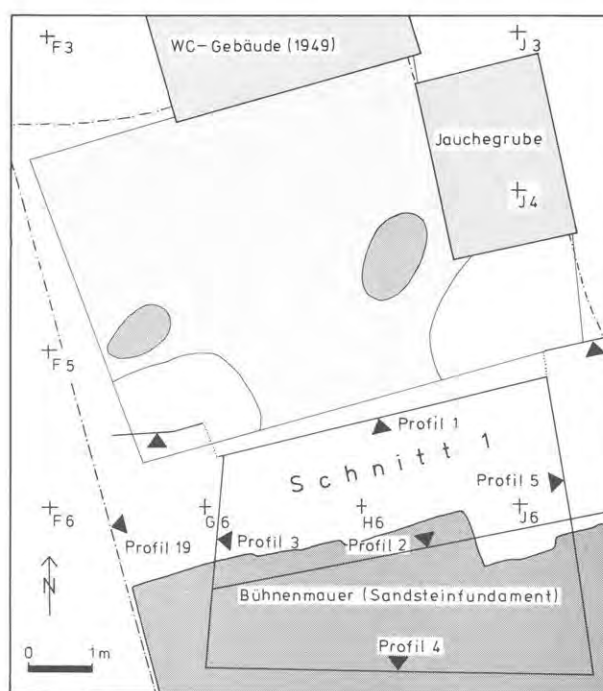 F3
WC-Gebäude (1949)
J3
Jauchegrube
J4
F5
Profil 1
Schnitt 1
Profil 5
F6
G6
H6
J6
Profil 19
Profil 3
Profil 2
N
Bühnenmauer (Sandsteinfundament)
Profil 4
0 1m